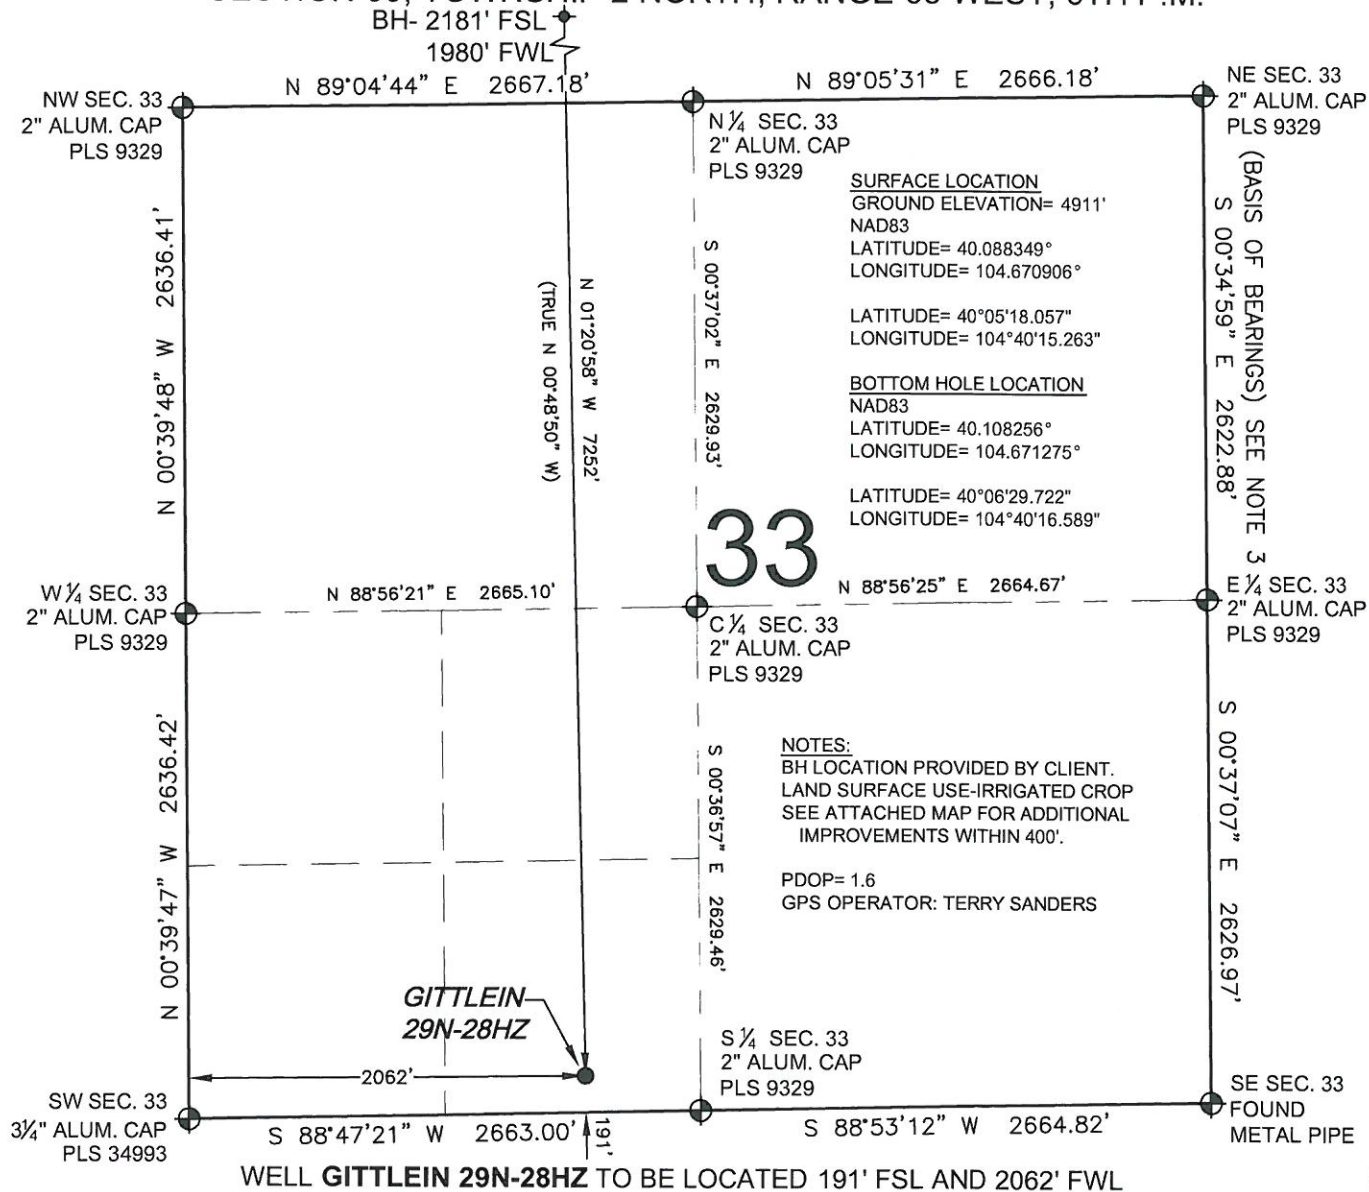 BH- 2181' FSL
1980' FWL
N 89°04'44" E 2667.18'
N 89°05'31" E 2666.18'
NW SEC. 33
2" ALUM. CAP
PLS 9329
N ¼ SEC. 33
2" ALUM. CAP
PLS 9329
NE SEC. 33
2" ALUM. CAP
PLS 9329
SURFACE LOCATION
GROUND ELEVATION= 4911'
NAD83
LATITUDE= 40.088349°
LONGITUDE= 104.670906°
LATITUDE= 40°05'18.057"
LONGITUDE= 104°40'15.263"
BOTTOM HOLE LOCATION
NAD83
LATITUDE= 40.108256°
LONGITUDE= 104.671275°
LATITUDE= 40°06'29.722"
LONGITUDE= 104°40'16.589"
N 00°39'48" W 2636.41'
N 01°20'58" W 7252'
(TRUE N 00°48'50" W)
S 00°37'02" E 2629.93'
S 00°34'59" E 2622.88'
(BASIS OF BEARINGS) SEE NOTE 3
33
W ¼ SEC. 33
2" ALUM. CAP
PLS 9329
N 88°56'21" E 2665.10'
N 88°56'25" E 2664.67'
C ¼ SEC. 33
2" ALUM. CAP
PLS 9329
E ¼ SEC. 33
2" ALUM. CAP
PLS 9329
N 00°39'47" W 2636.42'
S 00°36'57" E 2629.46'
S 00°37'07" E 2626.97'
NOTES:
BH LOCATION PROVIDED BY CLIENT.
LAND SURFACE USE-IRRIGATED CROP
SEE ATTACHED MAP FOR ADDITIONAL
IMPROVEMENTS WITHIN 400'.
PDOP= 1.6
GPS OPERATOR: TERRY SANDERS
GITTLEIN
29N-28HZ
2062'
S ¼ SEC. 33
2" ALUM. CAP
PLS 9329
SW SEC. 33
3¼" ALUM. CAP
PLS 34993
SE SEC. 33
FOUND
METAL PIPE
S 88°47'21" W 2663.00'
191'
S 88°53'12" W 2664.82'
WELL GITTLEIN 29N-28HZ TO BE LOCATED 191' FSL AND 2062' FWL